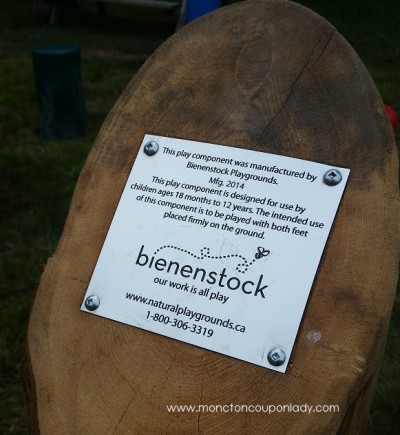 This play component was manufactured by
Bienenstock Playgrounds.
Mfg. 2014
This play component is designed for use by
children ages 18 months to 12 years. The intended use
of this component is to be played with both feet
placed firmly on the ground.
bienenstock
our work is all play
www.naturalplaygrounds.ca
1-800-306-3319
www.monctoncouponlady.com